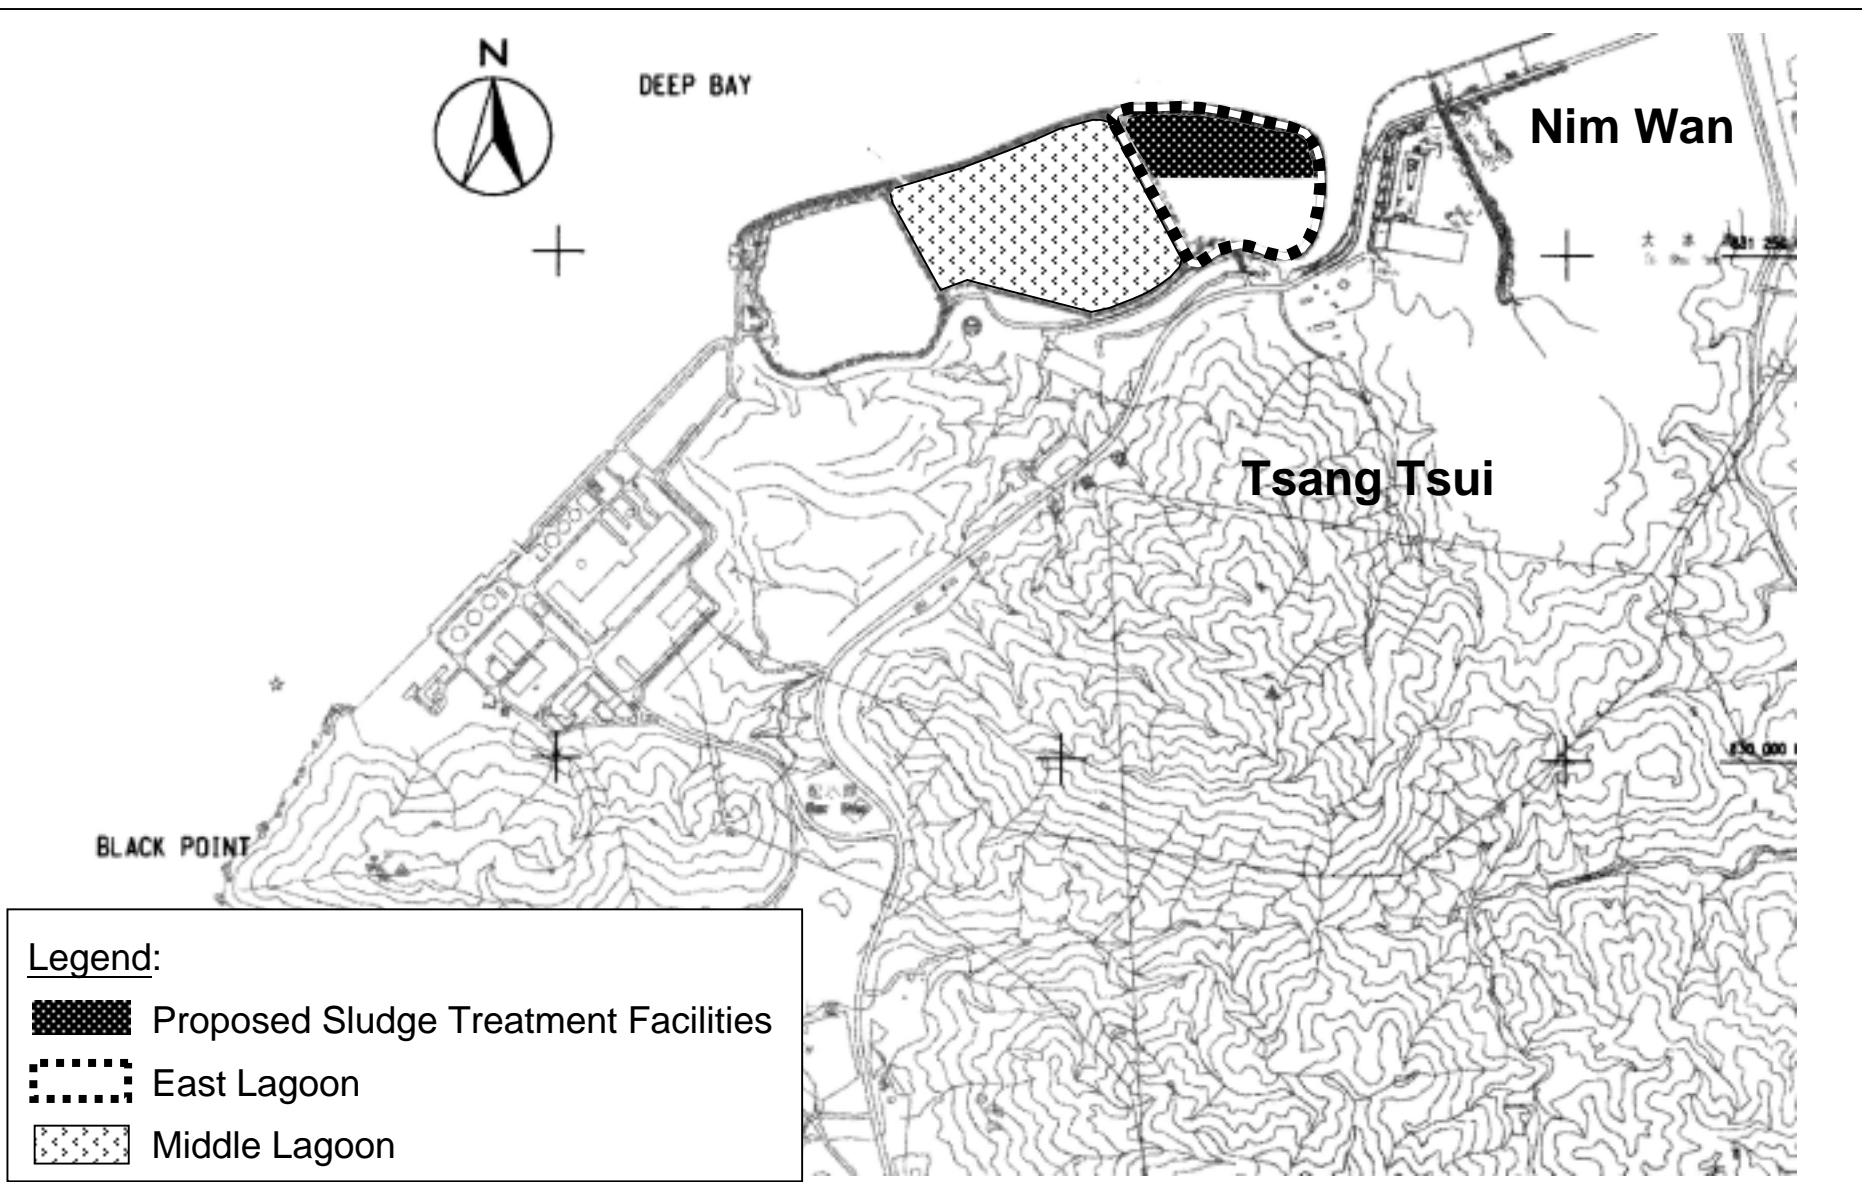 N
DEEP BAY
Nim Wan
Tsang Tsui
BLACK POINT
Legend:
Proposed Sludge Treatment Facilities
East Lagoon
Middle Lagoon